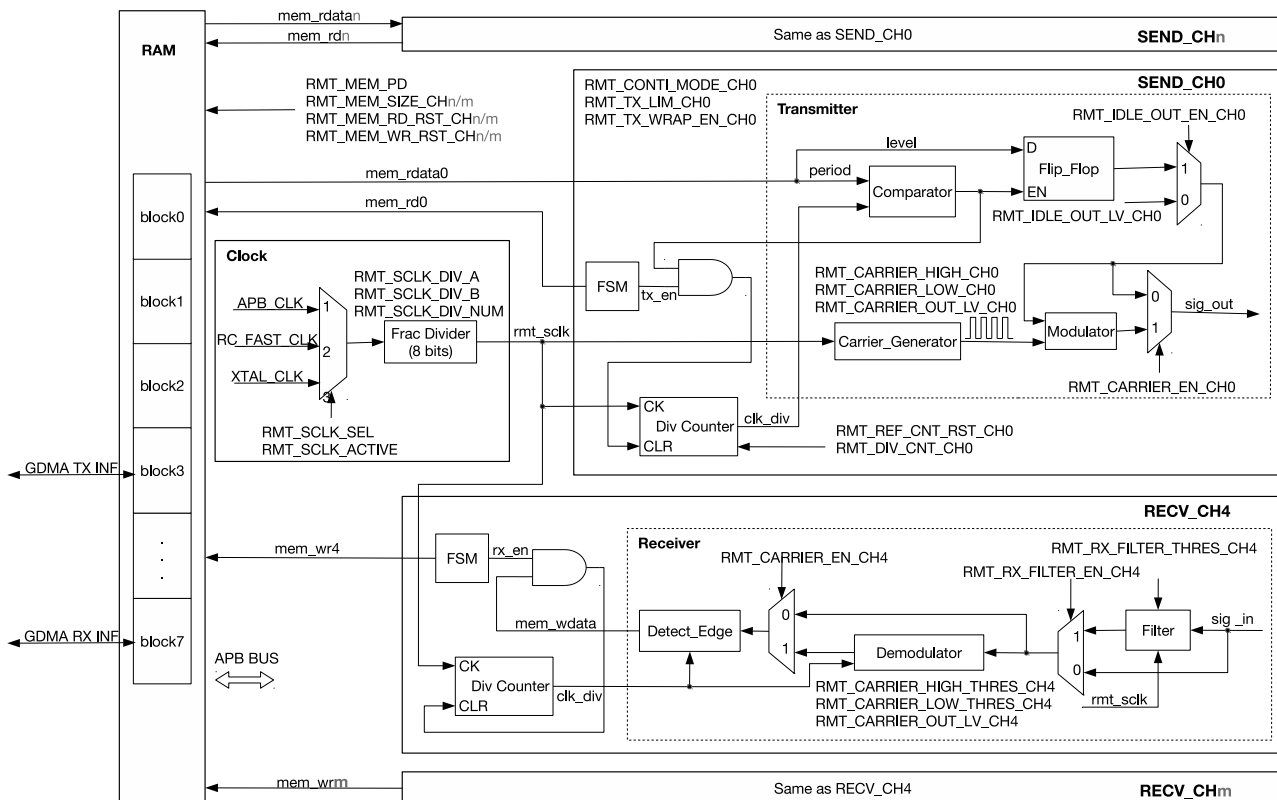 mem_rdatan
mem_rdn
Same as SEND_CH0
SEND_CHn
RAM
RMT_MEM_PD
RMT_MEM_SIZE_CHn/m
RMT_MEM_RD_RST_CHn/m
RMT_MEM_WR_RST_CHn/m
RMT_CONTI_MODE_CH0
RMT_TX_LIM_CH0
RMT_TX_WRAP_EN_CH0
SEND_CH0
Transmitter
RMT_IDLE_OUT_EN_CH0
level
D
Flip_Flop
EN
1
0
RMT_IDLE_OUT_LV_CH0
mem_rdata0
period
Comparator
mem_rd0
block0
block1
block2
block3
.
.
.
block7
Clock
RMT_SCLK_DIV_A
RMT_SCLK_DIV_B
RMT_SCLK_DIV_NUM
APB_CLK
RC_FAST_CLK
XTAL_CLK
1
2
3
Frac Divider
(8 bits)
rmt_sclk
RMT_SCLK_SEL
RMT_SCLK_ACTIVE
FSM
tx_en
RMT_CARRIER_HIGH_CH0
RMT_CARRIER_LOW_CH0
RMT_CARRIER_OUT_LV_CH0
Carrier_Generator
Modulator
0
1
sig_out
RMT_CARRIER_EN_CH0
CK
Div Counter
CLR
clk_div
RMT_REF_CNT_RST_CH0
RMT_DIV_CNT_CH0
GDMA TX INF
GDMA RX INF
APB BUS
RECV_CH4
mem_wr4
FSM
rx_en
Receiver
RMT_CARRIER_EN_CH4
RMT_RX_FILTER_THRES_CH4
RMT_RX_FILTER_EN_CH4
mem_wdata
Detect_Edge
0
1
Demodulator
1
0
Filter
sig_in
rmt_sclk
CK
Div Counter
CLR
clk_div
RMT_CARRIER_HIGH_THRES_CH4
RMT_CARRIER_LOW_THRES_CH4
RMT_CARRIER_OUT_LV_CH4
mem_wrm
Same as RECV_CH4
RECV_CHm